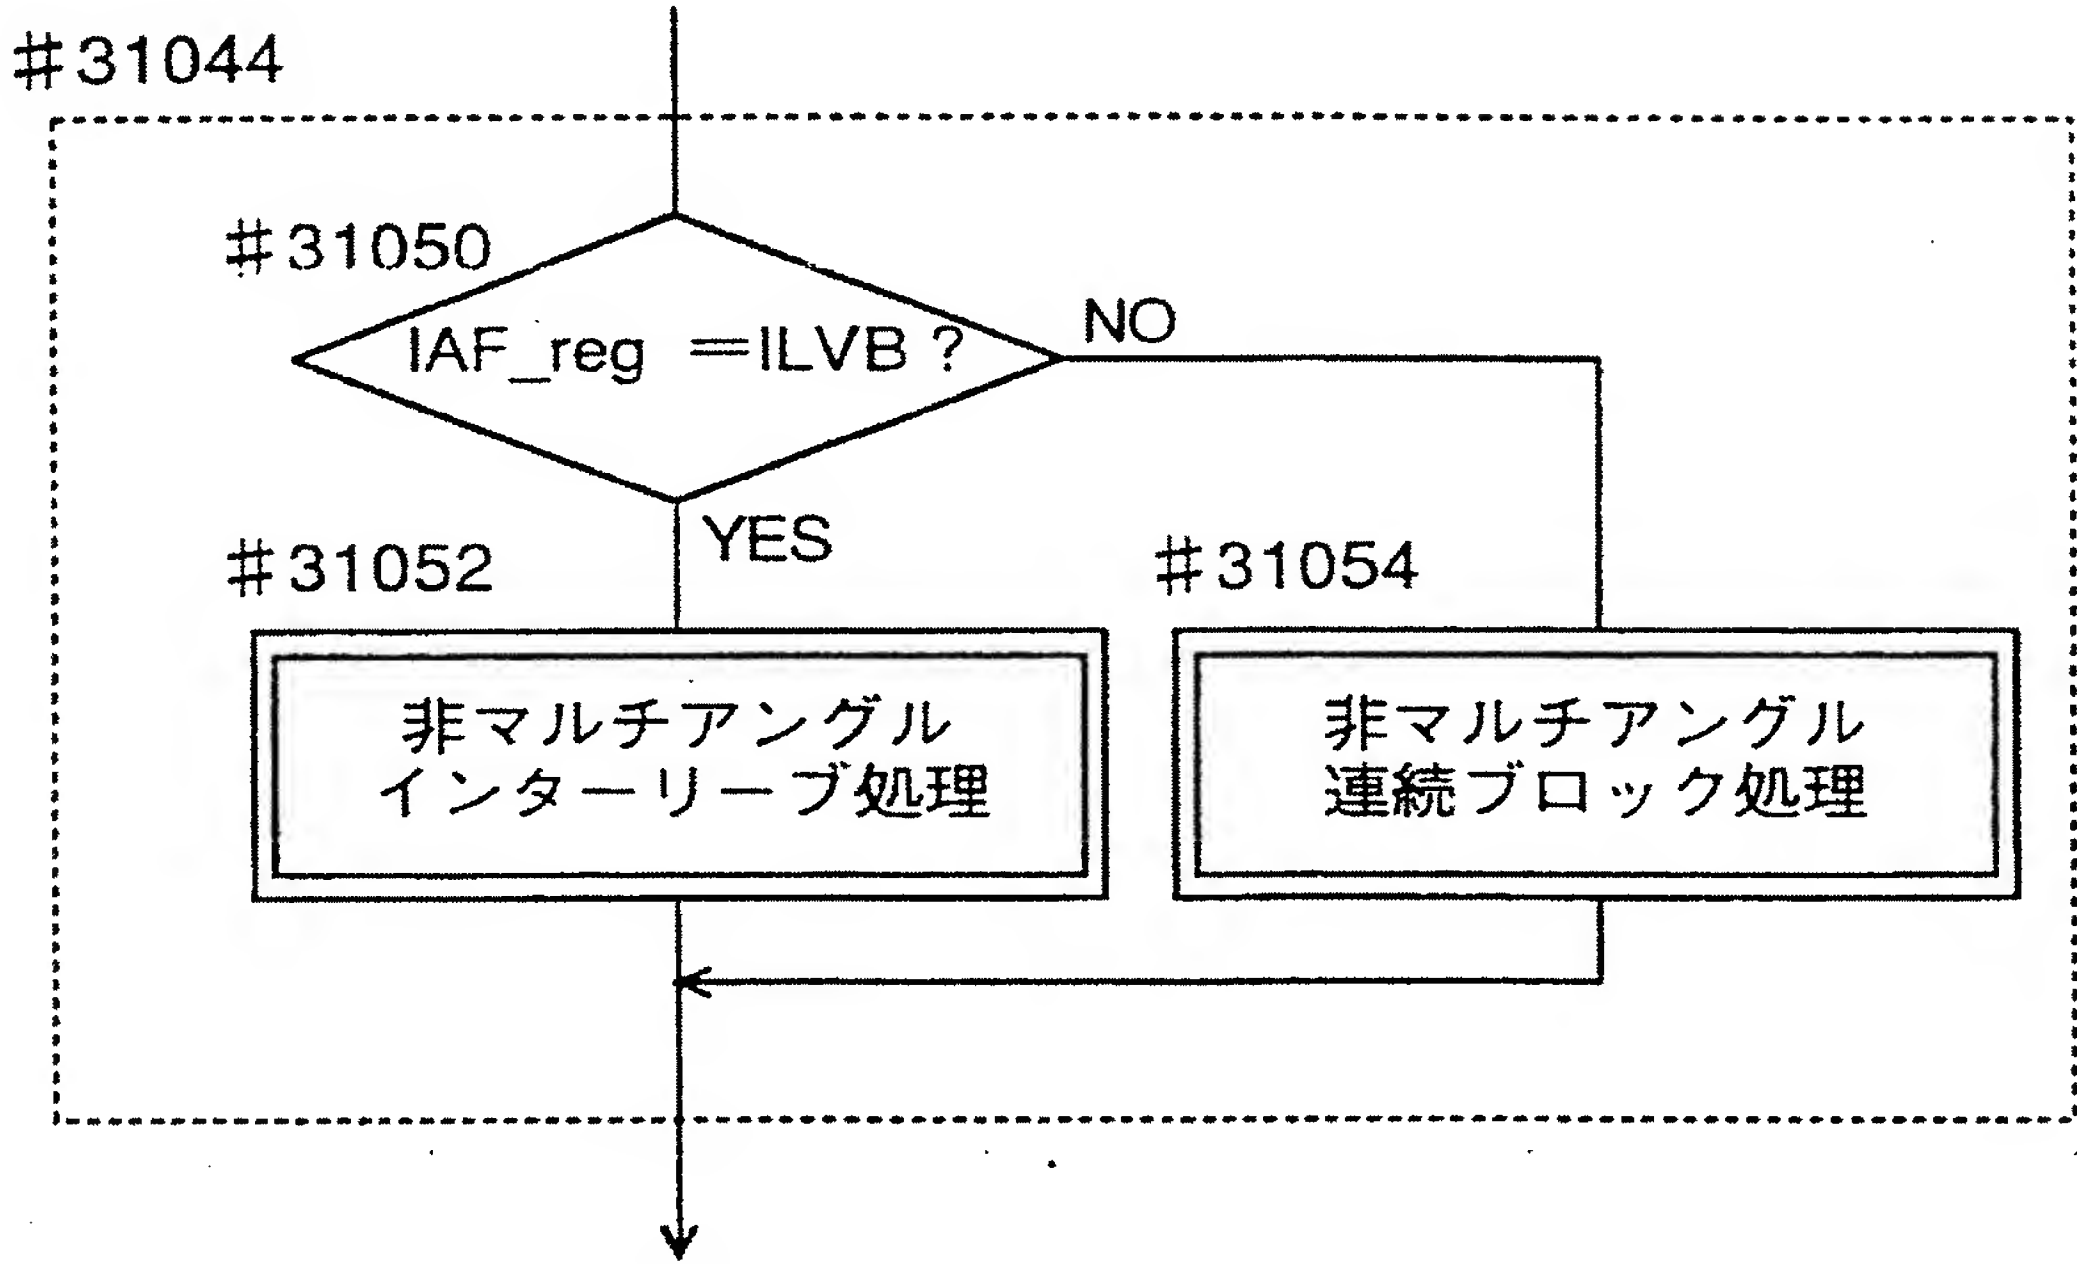 #31044
#31050
IAF_reg ==ILVB ?
NO
YES
#31052
#31054
非マルチアングル
インターリーブ処理
非マルチアングル
連続ブロック処理